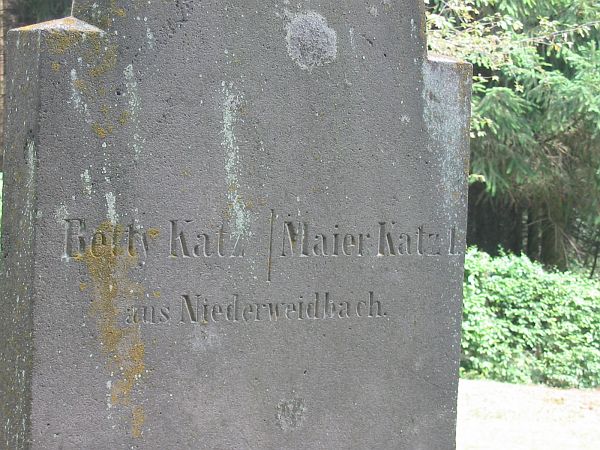 Betty Katz / Maier Katz I.
aus Niederweidbach.